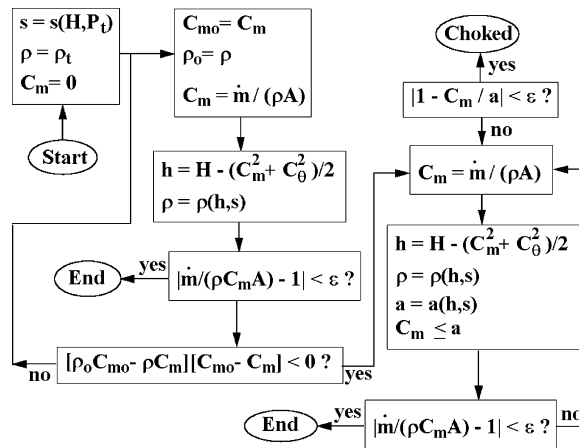 s = s(H,Pₜ)
ρ = ρₜ
Cₘ = 0
Start
Cₘₒ = Cₘ
ρₒ = ρ
Cₘ = ṁ / (ρA)
h = H - (Cₘ² + C_θ²)/2
ρ = ρ(h,s)
|ṁ/(ρCₘA) - 1| < ε ?
yes
End
[ρₒCₘₒ - ρCₘ][Cₘₒ - Cₘ] < 0 ?
no
yes
Choked
yes
|1 - Cₘ / a| < ε ?
no
Cₘ = ṁ / (ρA)
h = H - (Cₘ² + C_θ²)/2
ρ = ρ(h,s)
a = a(h,s)
Cₘ ≤ a
|ṁ/(ρCₘA) - 1| < ε ?
yes
no
End